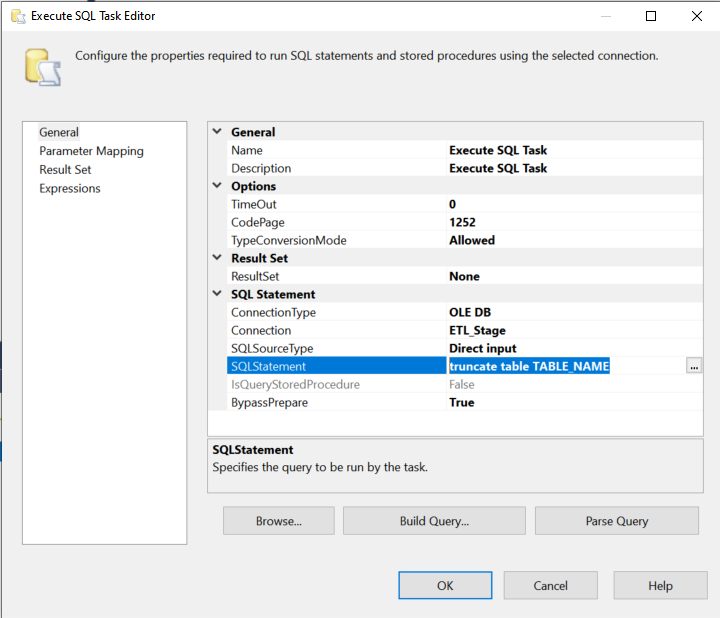 Execute SQL Task Editor
Configure the properties required to run SQL statements and stored procedures using the selected connection.
General
Parameter Mapping
Result Set
Expressions
General
Name Execute SQL Task
Description Execute SQL Task
Options
TimeOut 0
CodePage 1252
TypeConversionMode Allowed
Result Set
ResultSet None
SQL Statement
ConnectionType OLE DB
Connection ETL_Stage
SQLSourceType Direct input
SQLStatement truncate table TABLE_NAME ...
IsQueryStoredProcedure False
BypassPrepare True
SQLStatement
Specifies the query to be run by the task.
Browse... Build Query... Parse Query
OK Cancel Help